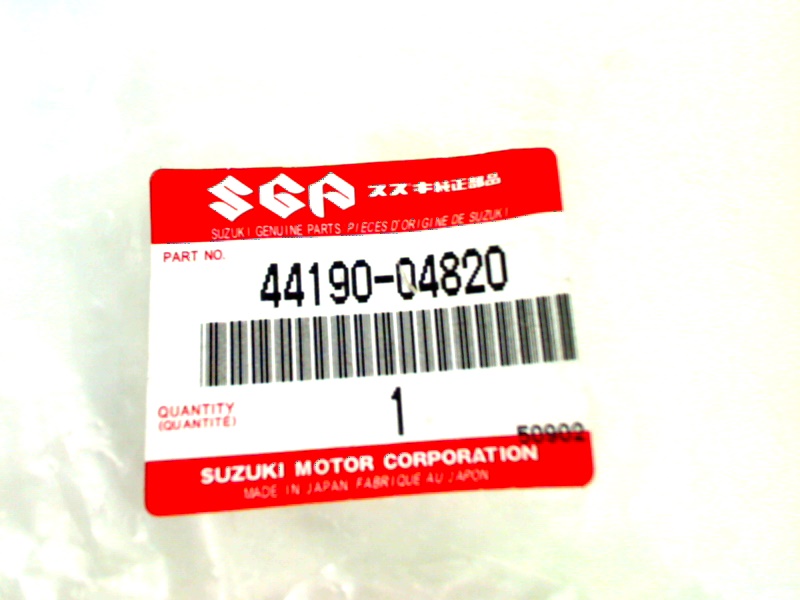 SGP スズキ純正部品
SUZUKI GENUINE PARTS PIECES D'ORIGINE DE SUZUKI
PART NO.
44190-04820
QUANTITY
(QUANTITÉ)
1
50902
SUZUKI MOTOR CORPORATION
MADE IN JAPAN FABRIQUE AU JAPON